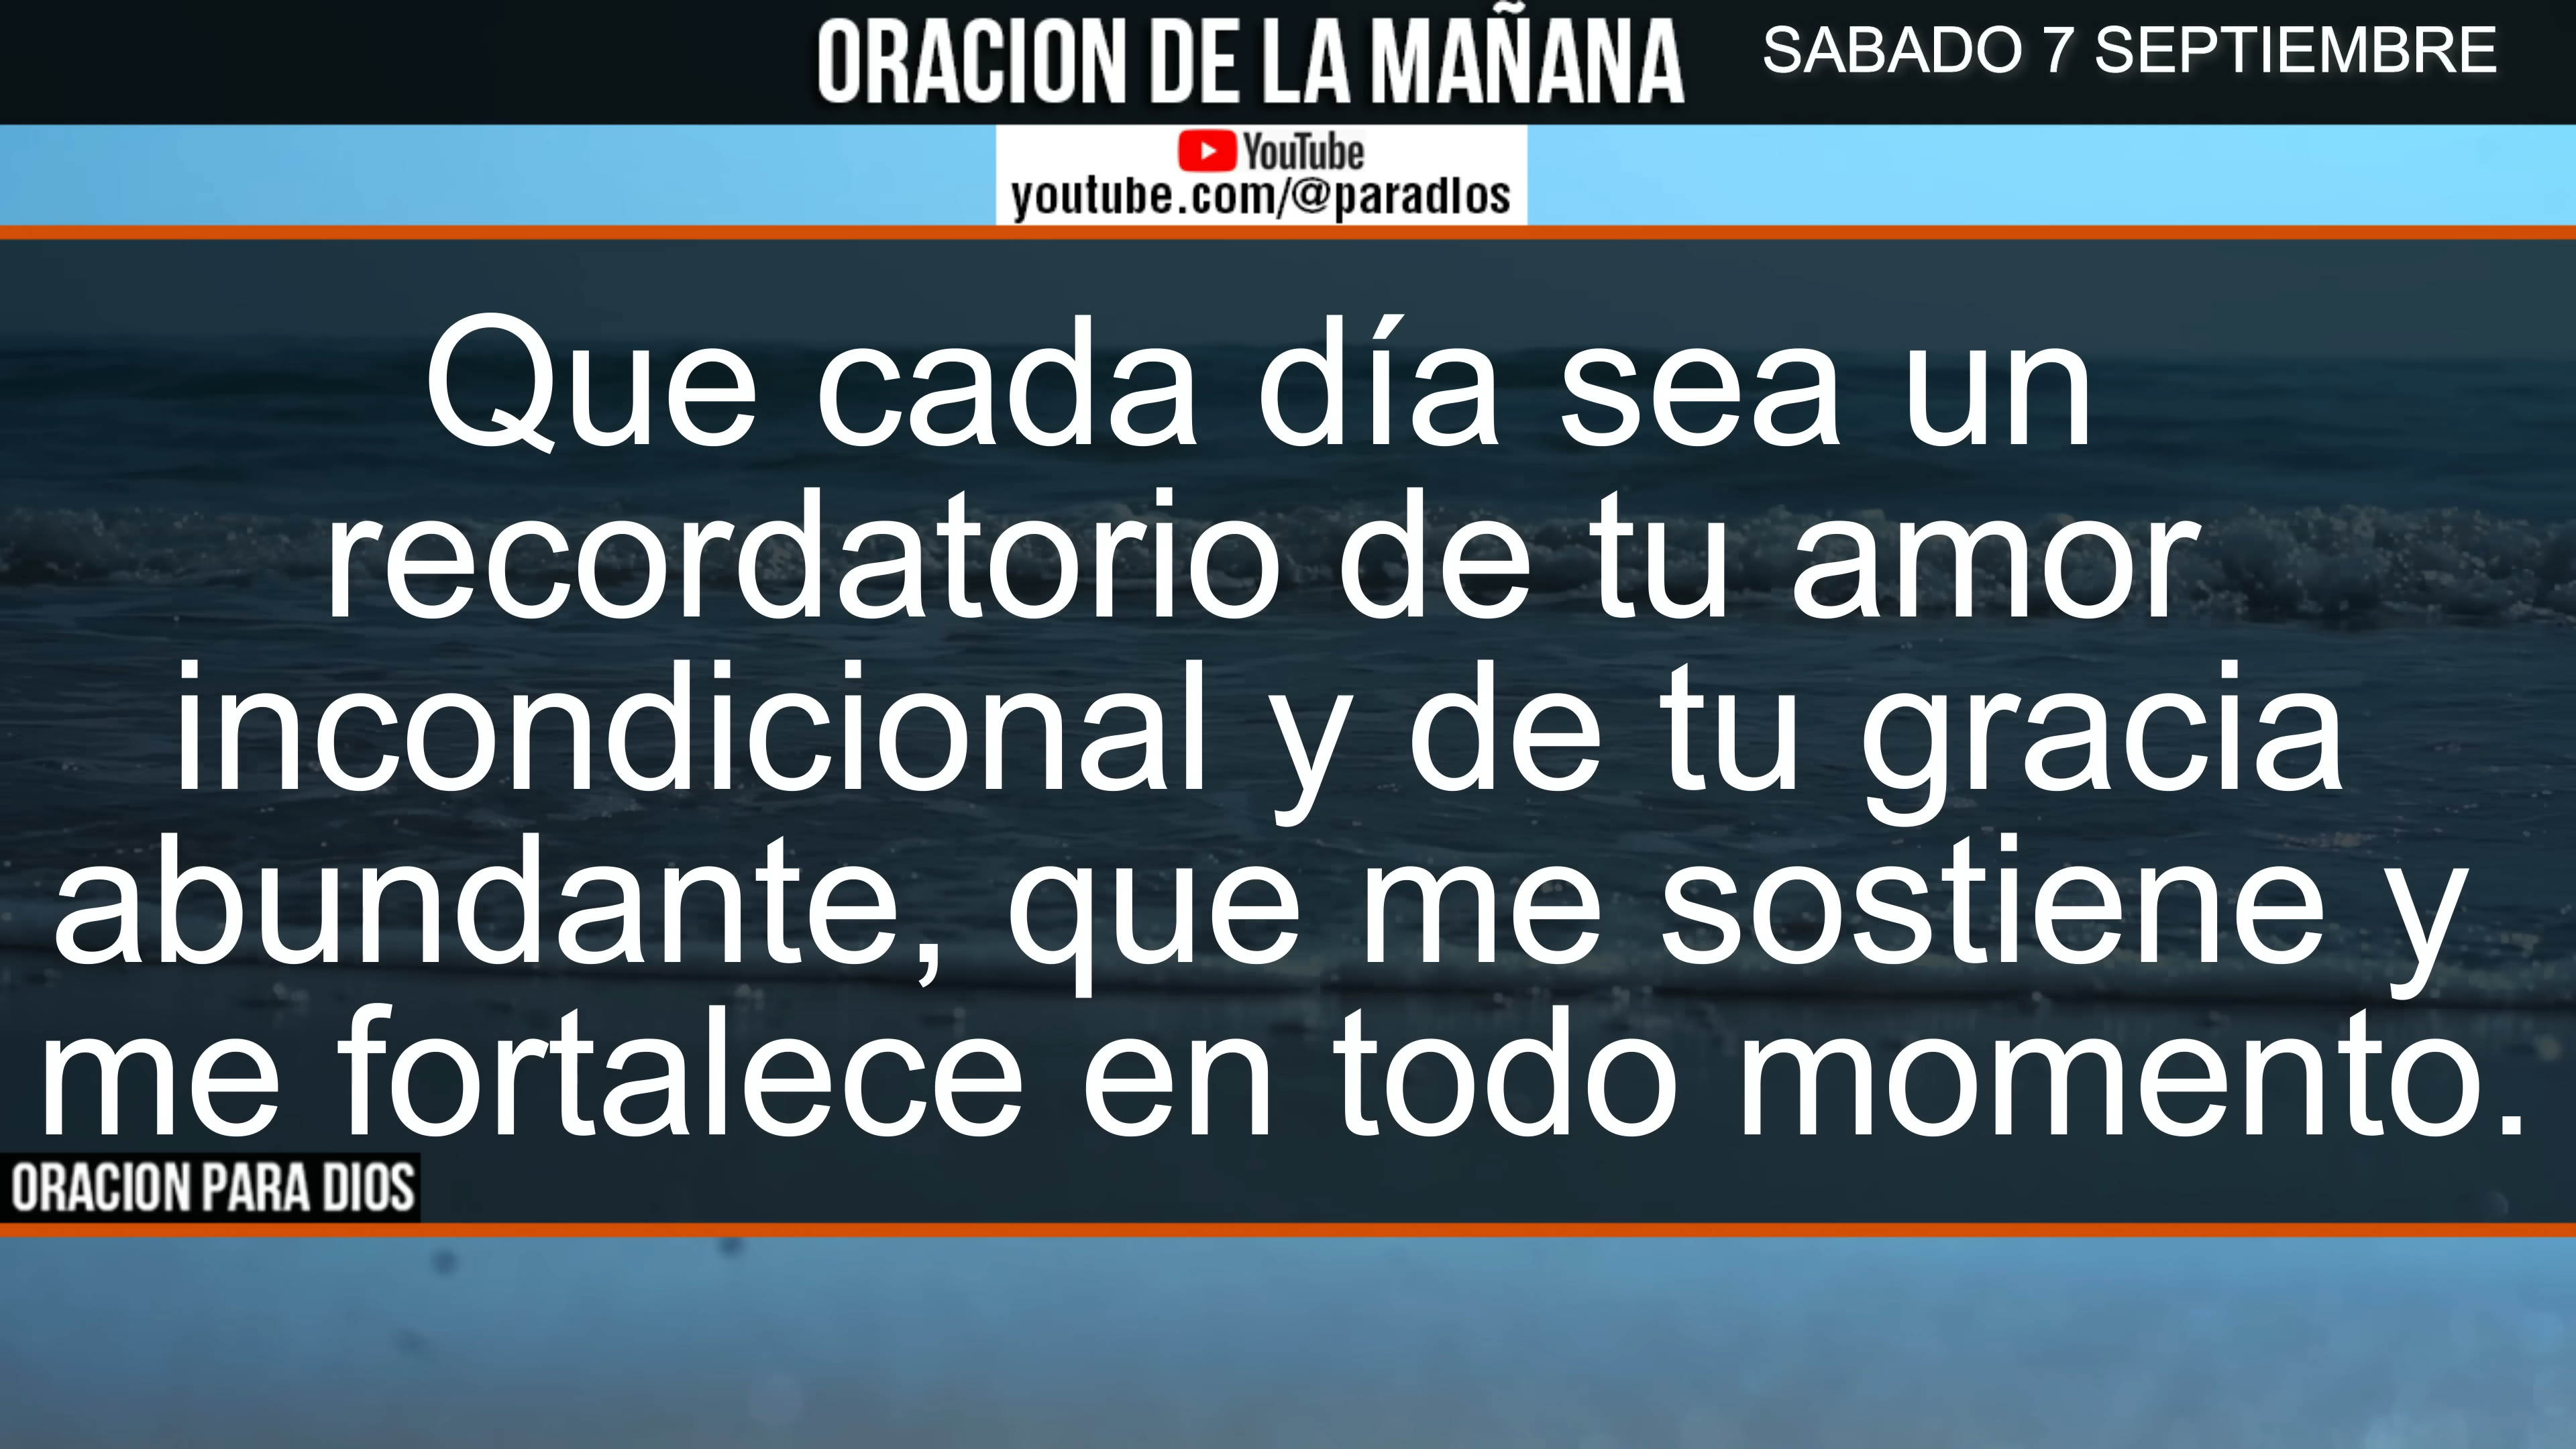 ORACION DE LA MAÑANA
SABADO 7 SEPTIEMBRE
YouTube
youtube.com/@paradIos
Que cada día sea un
recordatorio de tu amor
incondicional y de tu gracia
abundante, que me sostiene y
me fortalece en todo momento.
ORACION PARA DIOS